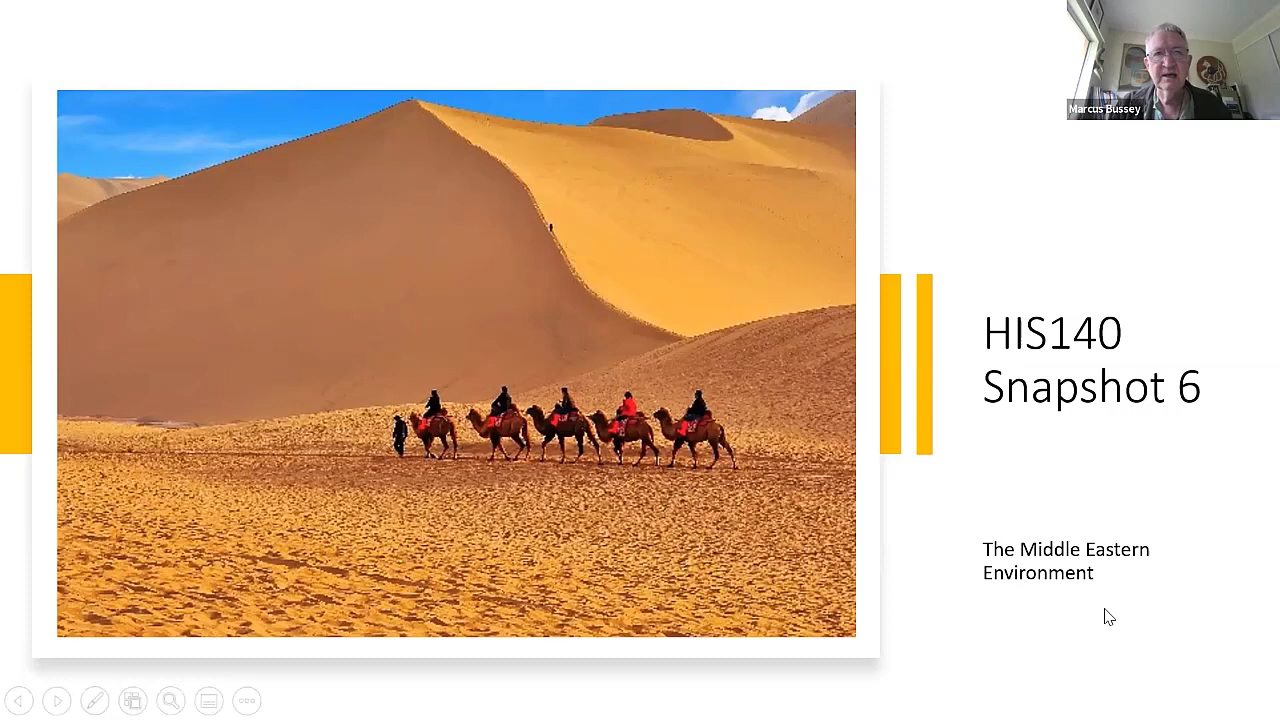 Marcus Bussey
HIS140
Snapshot 6
The Middle Eastern
Environment